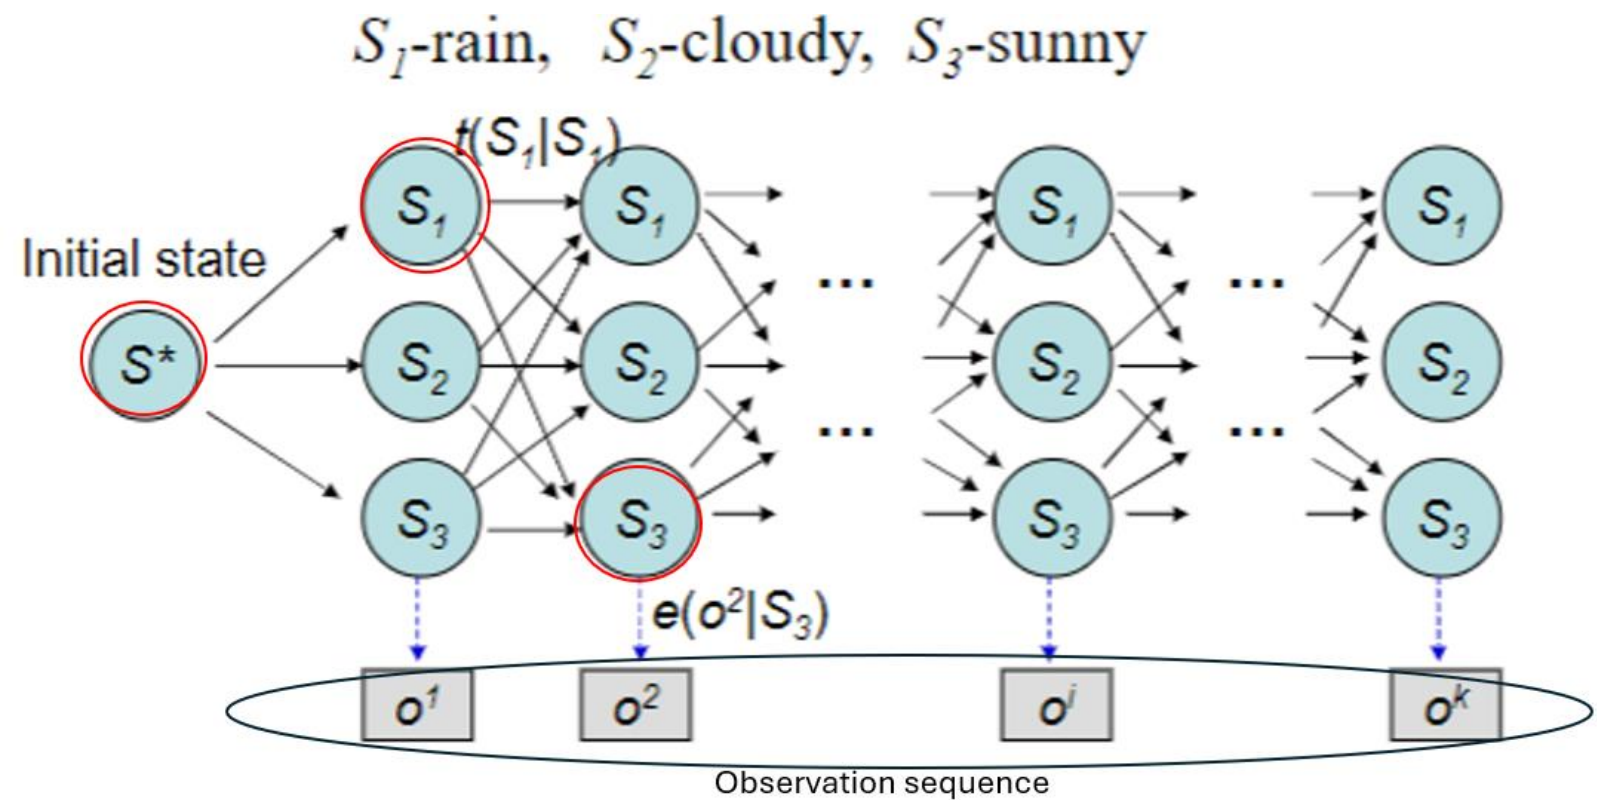 S1-rain, S2-cloudy, S3-sunny
t(S1|S1)
Initial state
S*
S1 S1 S1 S1
... ...
S2 S2 S2 S2
... ...
S3 S3 S3 S3
e(o2|S3)
o1 o2 oi ok
Observation sequence